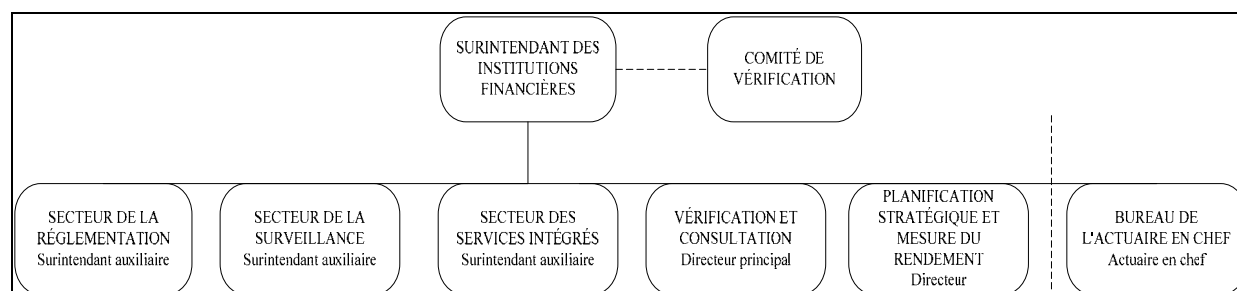 SURINTENDANT DES
INSTITUTIONS
FINANCIÈRES
COMITÉ DE
VÉRIFICATION
SECTEUR DE LA
RÉGLEMENTATION
Surintendant auxiliaire
SECTEUR DE LA
SURVEILLANCE
Surintendant auxiliaire
SECTEUR DES
SERVICES INTÉGRÉS
Surintendant auxiliaire
VÉRIFICATION ET
CONSULTATION
Directeur principal
PLANIFICATION
STRATÉGIQUE ET
MESURE DU
RENDEMENT
Directeur
BUREAU DE
L'ACTUAIRE EN CHEF
Actuaire en chef